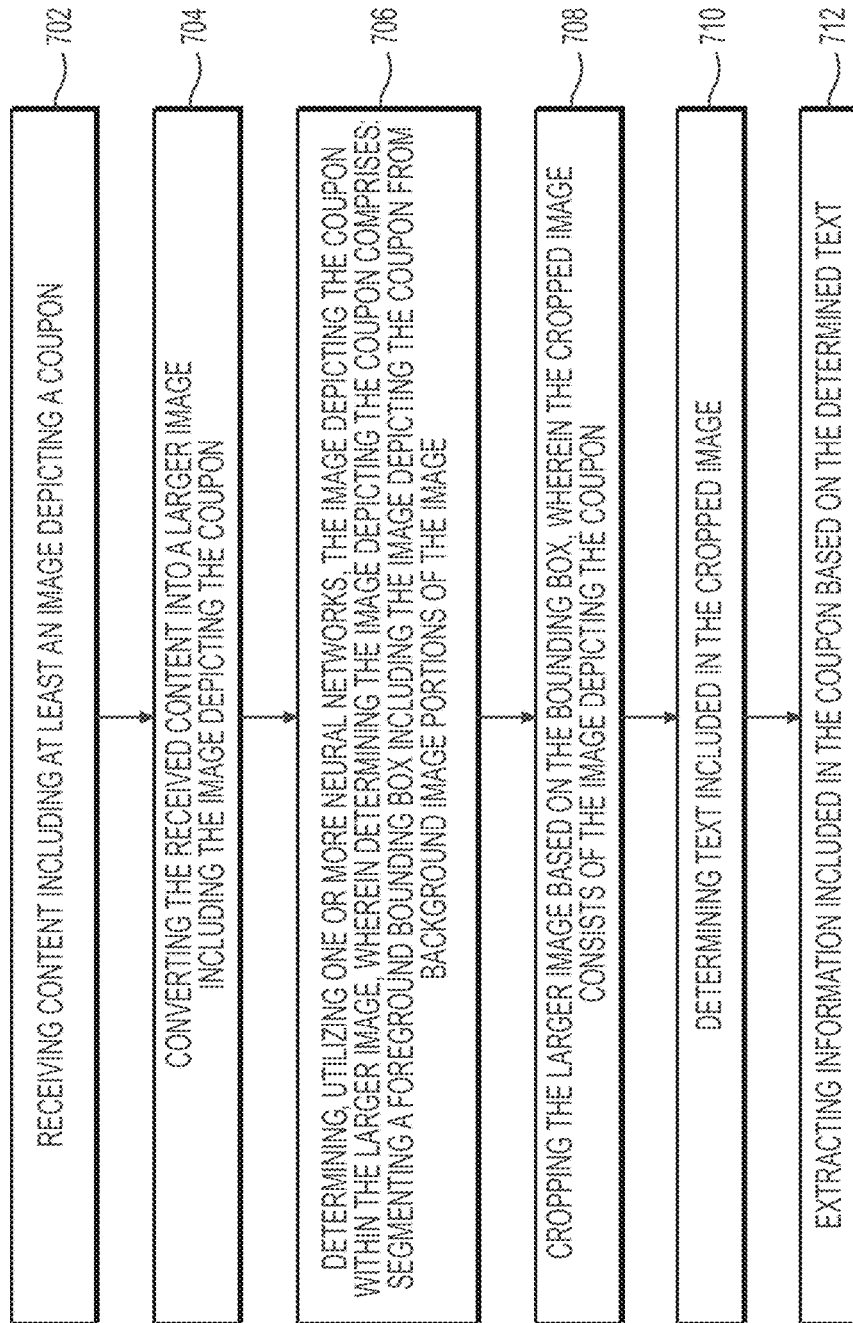 RECEIVING CONTENT INCLUDING AT LEAST AN IMAGE DEPICTING A COUPON
702
CONVERTING THE RECEIVED CONTENT INTO A LARGER IMAGE
INCLUDING THE IMAGE DEPICTING THE COUPON
704
DETERMINING, UTILIZING ONE OR MORE NEURAL NETWORKS, THE IMAGE DEPICTING THE COUPON
WITHIN THE LARGER IMAGE, WHEREIN DETERMINING THE IMAGE DEPICTING THE COUPON COMPRISES:
SEGMENTING A FOREGROUND BOUNDING BOX INCLUDING THE IMAGE DEPICTING THE COUPON FROM
BACKGROUND IMAGE PORTIONS OF THE IMAGE
706
CROPPING THE LARGER IMAGE BASED ON THE BOUNDING BOX, WHEREIN THE CROPPED IMAGE
CONSISTS OF THE IMAGE DEPICTING THE COUPON
708
DETERMINING TEXT INCLUDED IN THE CROPPED IMAGE
710
EXTRACTING INFORMATION INCLUDED IN THE COUPON BASED ON THE DETERMINED TEXT
712